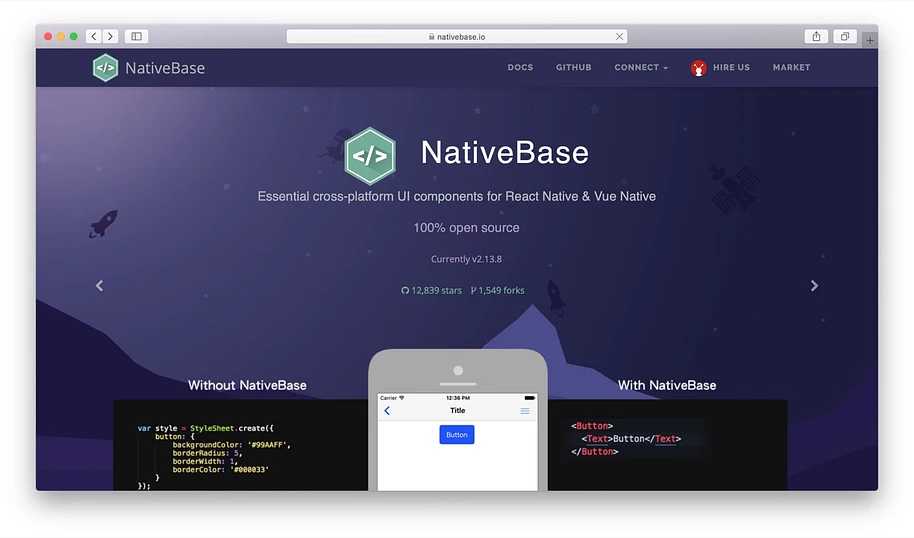 nativebase.io
NativeBase
DOCS GITHUB CONNECT HIRE US MARKET
</> NativeBase
Essential cross-platform UI components for React Native & Vue Native
100% open source
Currently v2.13.8
12,839 stars 1,549 forks
Without NativeBase
var style = StyleSheet.create({
button: {
backgroundColor: '#99AAFF',
borderRadius: 5,
borderWidth: 1,
borderColor: '#000033'
}
});
Carrier 12:36 PM
Title
Button
With NativeBase
<Button>
<Text>Button</Text>
</Button>